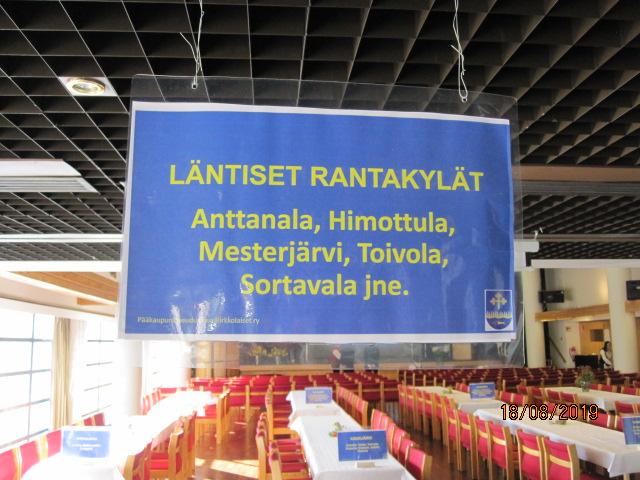 LÄNTISET RANTAKYLÄT
Anttanala, Himottula,
Mesterjärvi, Toivola,
Sortavala jne.
18/08/2019